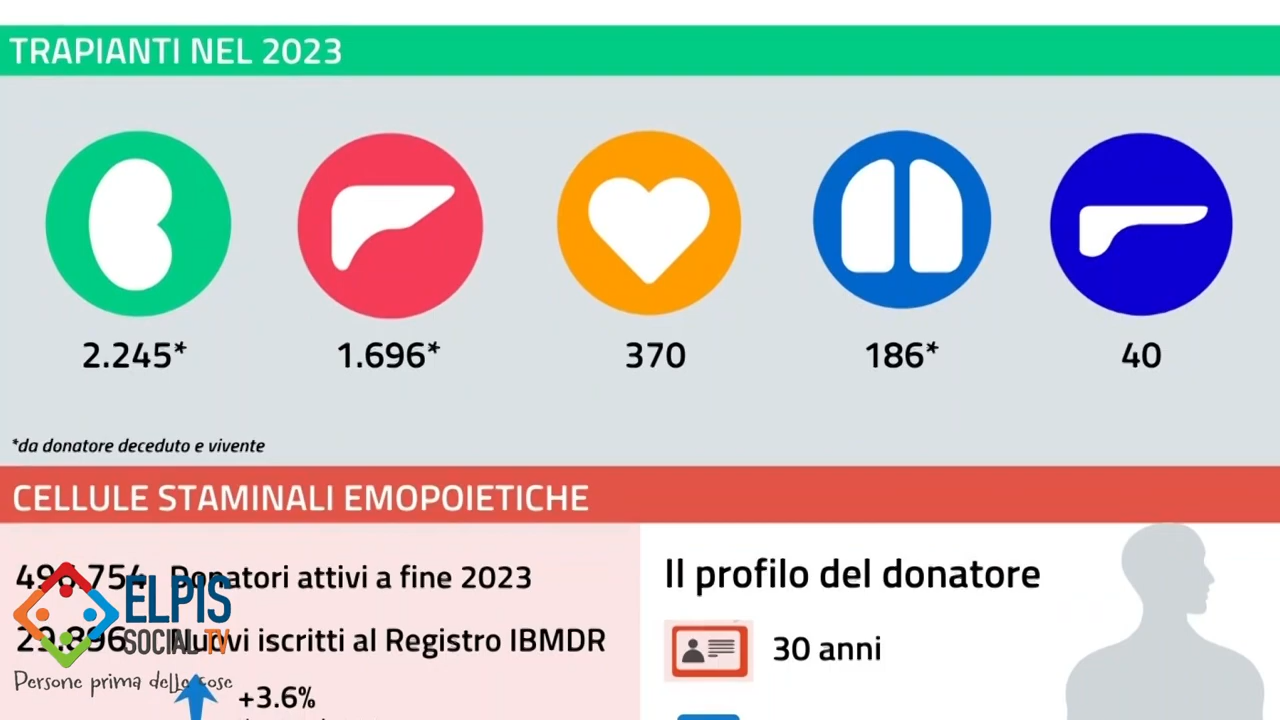 TRAPIANTI NEL 2023
2.245* 1.696* 370 186* 40
*da donatore deceduto e vivente
CELLULE STAMINALI EMOPOIETICHE
Donatori attivi a fine 2023
Nuovi iscritti al Registro IBMDR
+3.6%
Il profilo del donatore
30 anni
ELPIS
SOCIAL TV
Persone prima delle cose